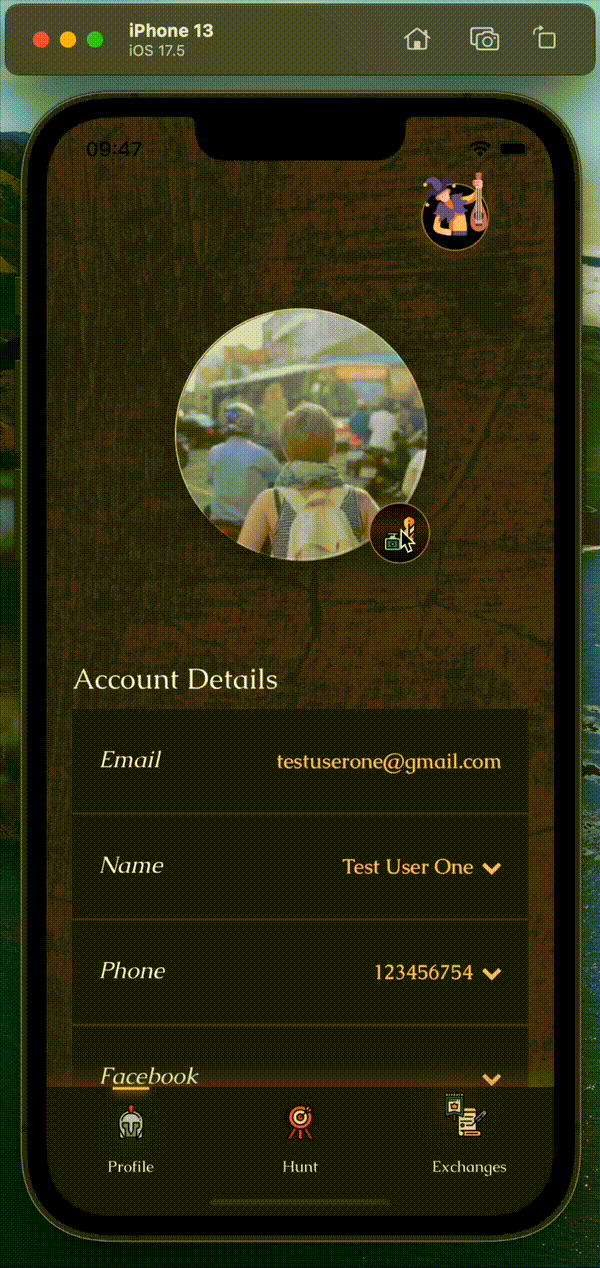 iPhone 13
iOS 17.5
09:47
Account Details
Email testuserone@gmail.com
Name Test User One
Phone 123456754
Facebook
Profile Hunt Exchanges